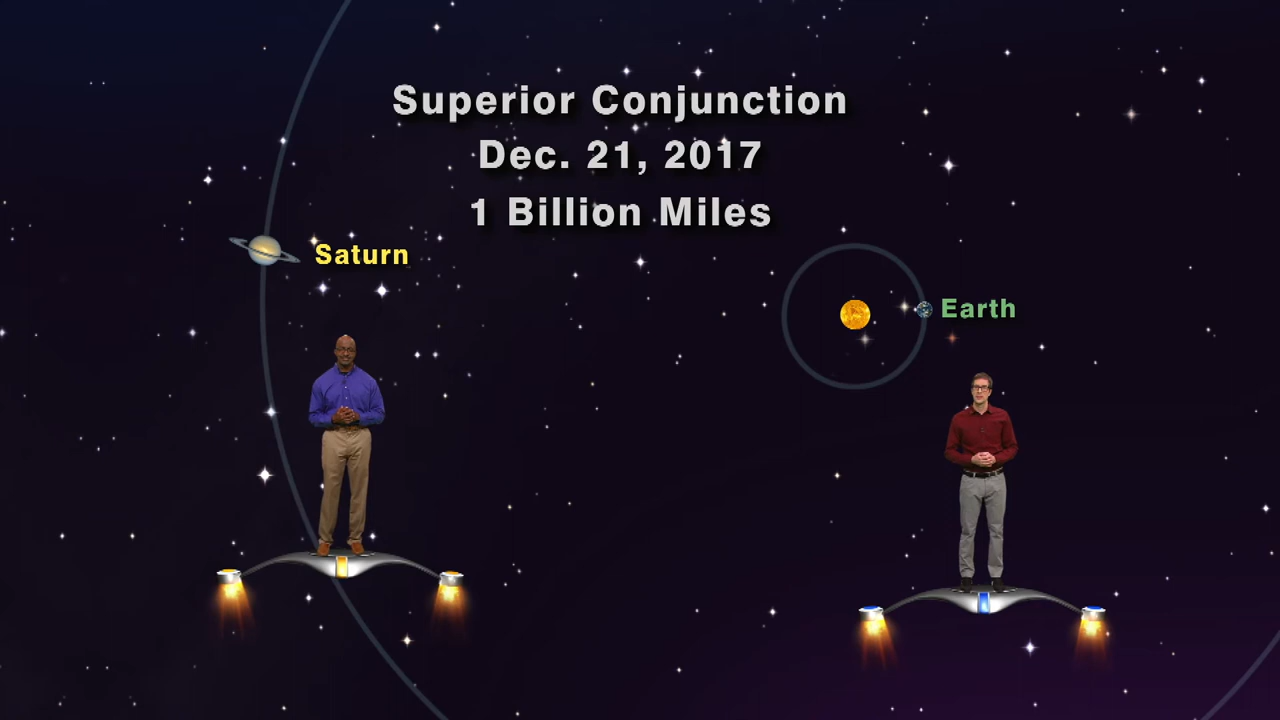 Superior Conjunction
Dec. 21, 2017
1 Billion Miles
Saturn
Earth